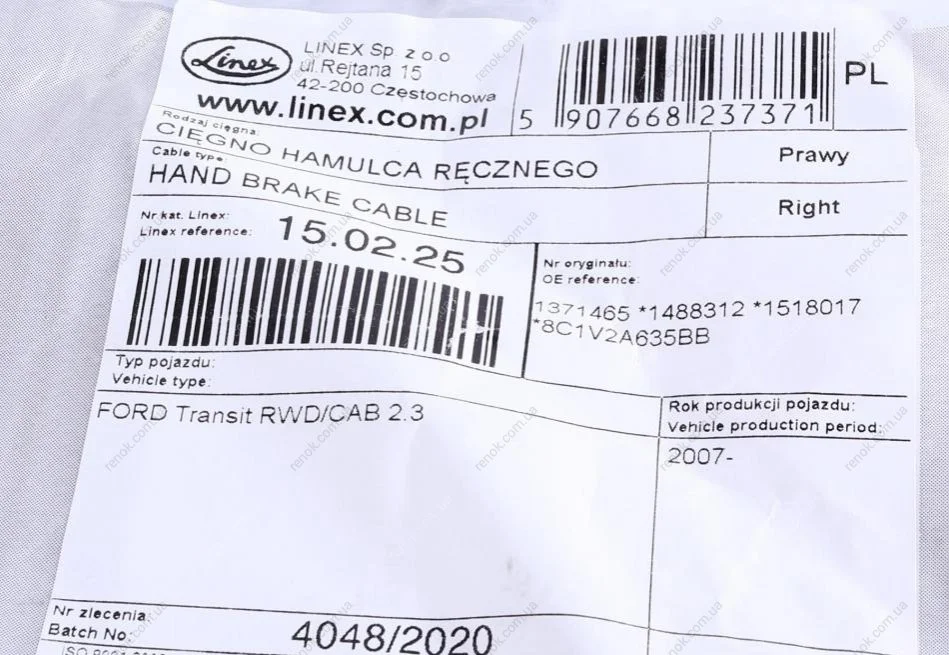 Linex
LINEX Sp z o.o
ul.Rejtana 15
42-200 Częstochowa
www.linex.com.pl
5 907668 237371
PL
Rodzaj cięgna:
CIĘGNO HAMULCA RĘCZNEGO
Prawy
Cable type:
HAND BRAKE CABLE
Right
Nr kat. Linex:
Linex reference:
15.02.25
Nr oryginału:
OE reference:
1371465 *1488312 *1518017
*8C1V2A635BB
Typ pojazdu:
Vehicle type:
FORD Transit RWD/CAB 2.3
Rok produkcji pojazdu:
Vehicle production period:
2007-
Nr zlecenia:
Batch No.:
4048/2020
renok.com.ua